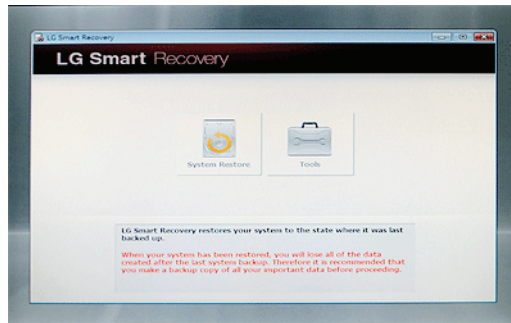 LG Smart Recovery
LG Smart Recovery
System Restore
Tools
LG Smart Recovery restores your system to the state where it was last
backed up.
When your system has been restored, you will lose all of the data
created after the last system backup. Therefore it is recommended that
you make a backup copy of all your important data before proceeding.